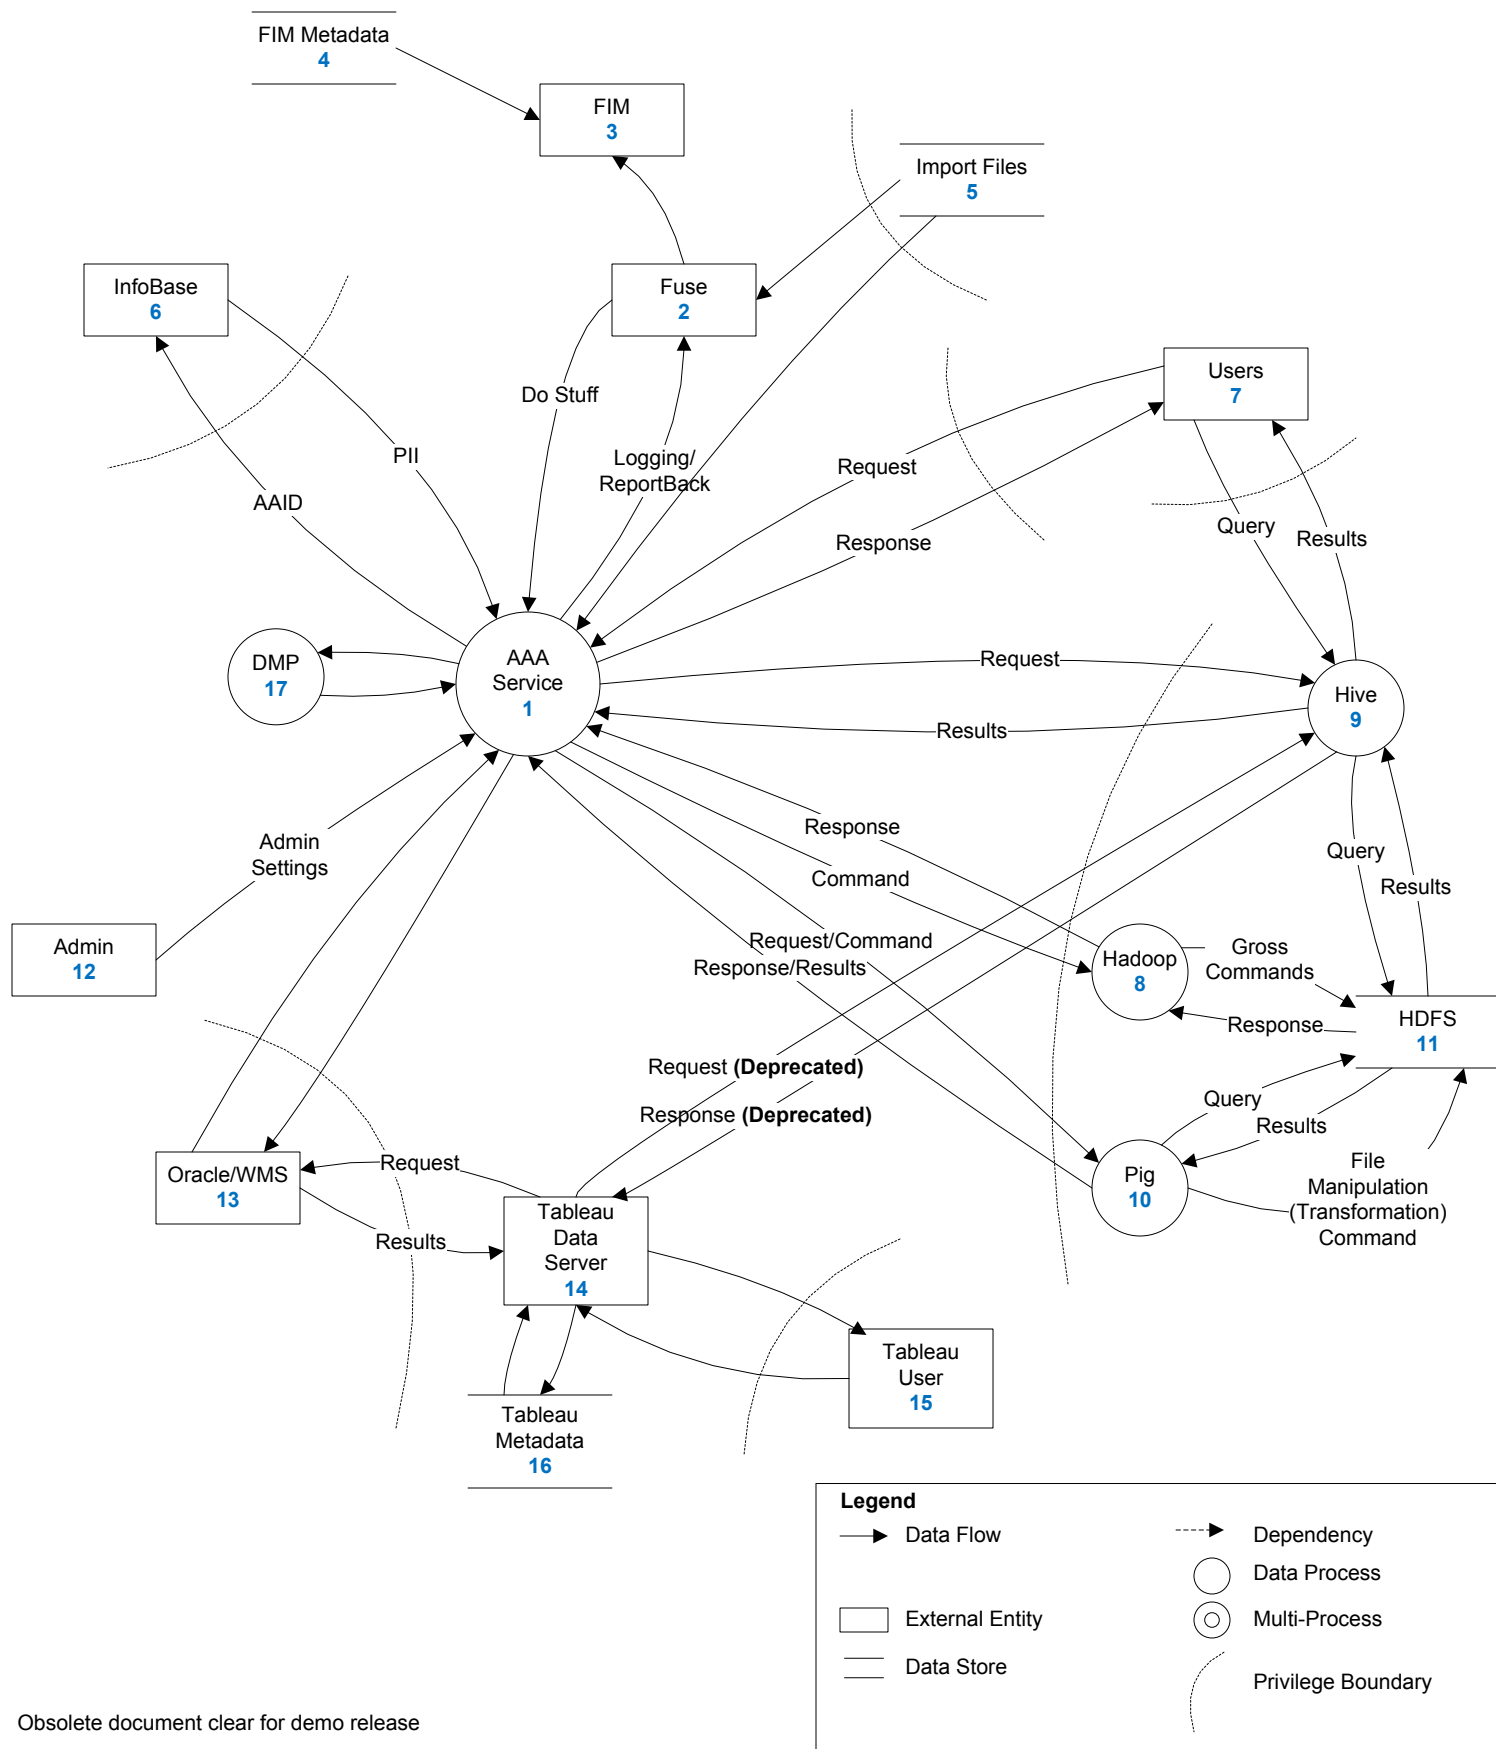 FIM Metadata
4
FIM
3
Import Files
5
InfoBase
6
Fuse
2
Users
7
Do Stuff
PII
Logging/
ReportBack
Request
AAID
Response
Query
Results
DMP
17
AAA
Service
1
Request
Hive
9
Results
Response
Admin
Settings
Command
Query
Results
Admin
12
Request/Command
Response/Results
Hadoop
8
Gross
Commands
Response
HDFS
11
Request (Deprecated)
Response (Deprecated)
Query
Results
Oracle/WMS
13
Request
Pig
10
File
Manipulation
(Transformation)
Command
Results
Tableau
Data
Server
14
Tableau
User
15
Tableau
Metadata
16
Legend
Data Flow
Dependency
Data Process
External Entity
Multi-Process
Data Store
Privilege Boundary
Obsolete document clear for demo release